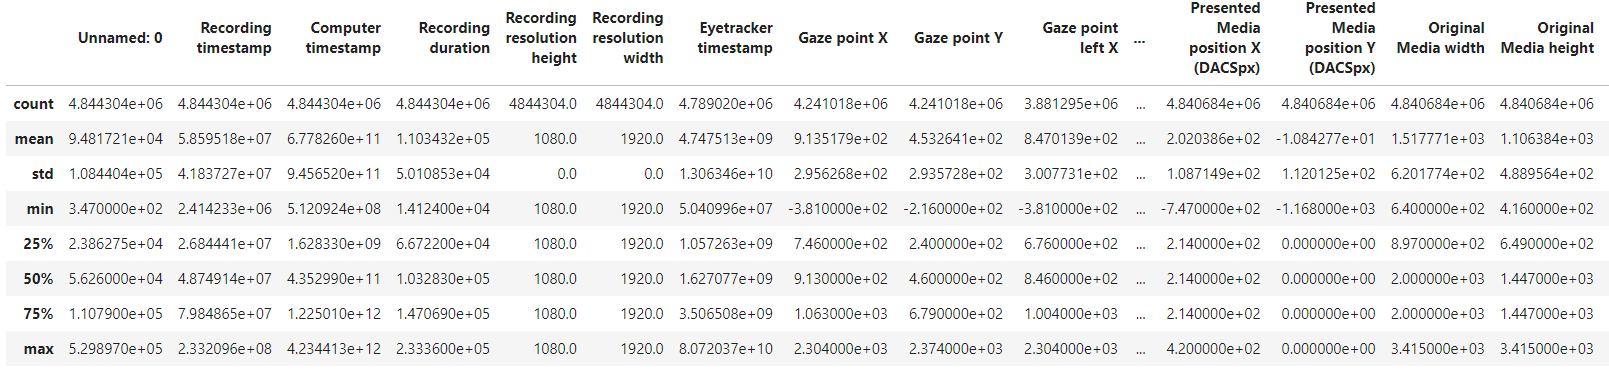 Unnamed: 0 Recording timestamp Computer timestamp Recording duration Recording resolution height Recording resolution width Eyetracker timestamp Gaze point X Gaze point Y Gaze point left X ... Presented Media position X (DACSpx) Presented Media position Y (DACSpx) Original Media width Original Media height
count 4.844304e+06 4.844304e+06 4.844304e+06 4.844304e+06 4844304.0 4844304.0 4.789020e+06 4.241018e+06 4.241018e+06 3.881295e+06 ... 4.840684e+06 4.840684e+06 4.840684e+06 4.840684e+06
mean 9.481721e+04 5.859518e+07 6.778260e+11 1.103432e+05 1080.0 1920.0 4.747513e+09 9.135179e+02 4.532641e+02 8.470139e+02 ... 2.020386e+02 -1.084277e+01 1.517771e+03 1.106384e+03
std 1.084404e+05 4.183727e+07 9.456520e+11 5.010853e+04 0.0 0.0 1.306346e+10 2.956268e+02 2.935728e+02 3.007731e+02 ... 1.087149e+02 1.120125e+02 6.201774e+02 4.889564e+02
min 3.470000e+02 2.414233e+06 5.120924e+08 1.412400e+04 1080.0 1920.0 5.040996e+07 -3.810000e+02 -2.160000e+02 -3.810000e+02 ... -7.470000e+02 -1.168000e+03 6.400000e+02 4.160000e+02
25% 2.386275e+04 2.684441e+07 1.628330e+09 6.672200e+04 1080.0 1920.0 1.057263e+09 7.460000e+02 2.400000e+02 6.760000e+02 ... 2.140000e+02 0.000000e+00 8.970000e+02 6.490000e+02
50% 5.626000e+04 4.874914e+07 4.352990e+11 1.032830e+05 1080.0 1920.0 1.627077e+09 9.130000e+02 4.600000e+02 8.460000e+02 ... 2.140000e+02 0.000000e+00 2.000000e+03 1.447000e+03
75% 1.107900e+05 7.984865e+07 1.225010e+12 1.470690e+05 1080.0 1920.0 3.506508e+09 1.063000e+03 6.790000e+02 1.004000e+03 ... 2.140000e+02 0.000000e+00 2.000000e+03 1.447000e+03
max 5.298970e+05 2.332096e+08 4.234413e+12 2.333600e+05 1080.0 1920.0 8.072037e+10 2.304000e+03 2.374000e+03 2.304000e+03 ... 4.200000e+02 0.000000e+00 3.415000e+03 3.415000e+03